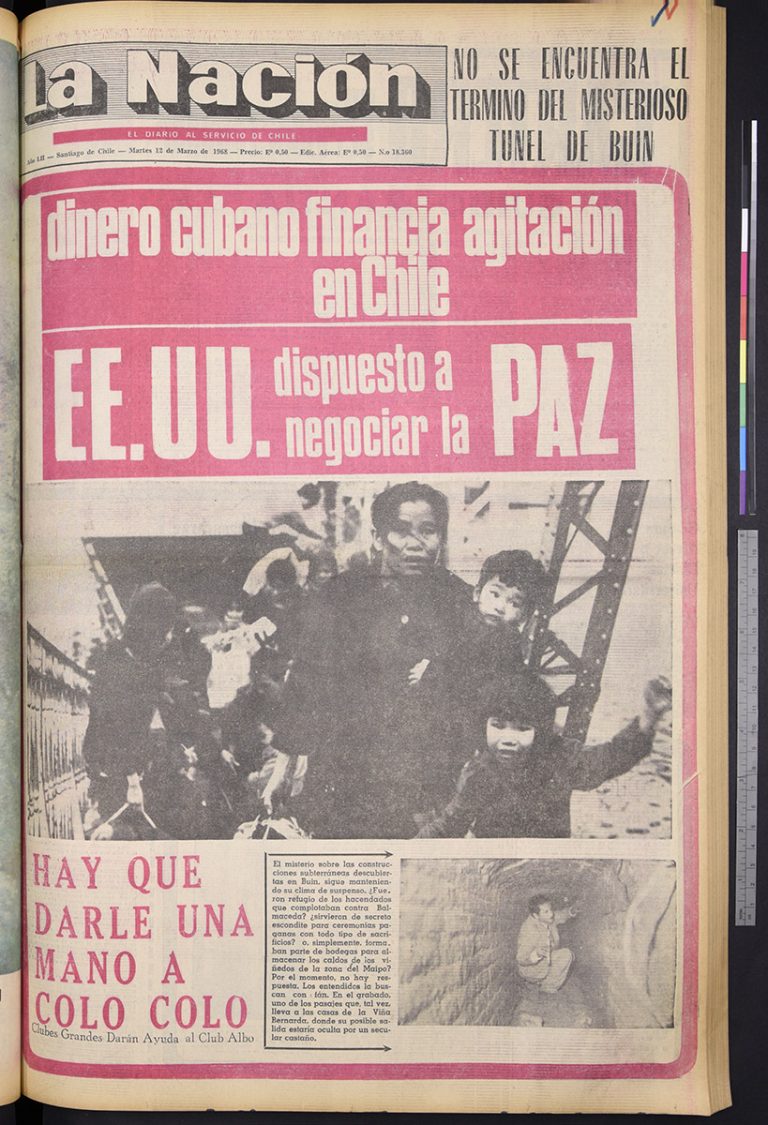 La Nación
EL DIARIO AL SERVICIO DE CHILE
Año LII — Santiago de Chile — Martes 12 de Marzo de 1968 — Precio: Eº 0,50 — Edic. Aérea: Eº 0,50 — N.o 18.360
NO SE ENCUENTRA EL
TERMINO DEL MISTERIOSO
TUNEL DE BUIN
dinero cubano financia agitación
en Chile
EE.UU. dispuesto a
negociar la PAZ
HAY QUE
DARLE UNA
MANO A
COLO COLO
Clubes Grandes Darán Ayuda al Club Albo
El misterio sobre las construc-
ciones subterráneas descubier-
tas en Buin, sigue mantenien-
do su clima de suspenso. ¿Fue-
ron refugio de los hacendados
que complotaban contra Bal-
maceda? ¿sirvieron de secreto
escondite para ceremonias pa-
ganas con todo tipo de sacri-
ficios? o, simplemente, forma-
ban parte de bodegas para al-
macenar los caldos de los vi-
ñedos de la zona del Maipo?
Por el momento, no hay res-
puesta. Los entendidos la bus-
can con fán. En el grabado,
uno de los pasajes que, tal vez,
lleva a las casas de la Viña
Bernarda, donde su posible sa-
lida estaría oculta por un secu-
lar castaño.